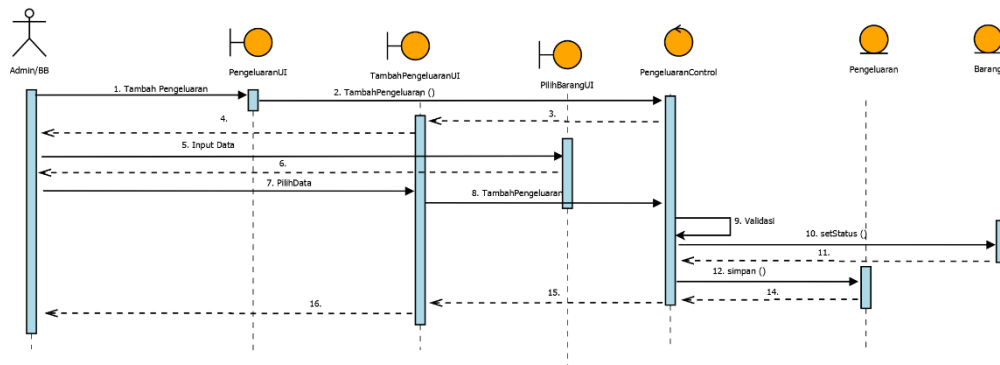 Admin/BB
PengeluaranUI
TambahPengeluaranUI
PilihBarangUI
PengeluaranControl
Pengeluaran
Barang
1. Tambah Pengeluaran
2. TambahPengeluaran ()
3.
4.
5. Input Data
6.
7. PilihData
8. TambahPengeluaran
9. Validasi
10. setStatus ()
11.
12. simpan ()
14.
15.
16.